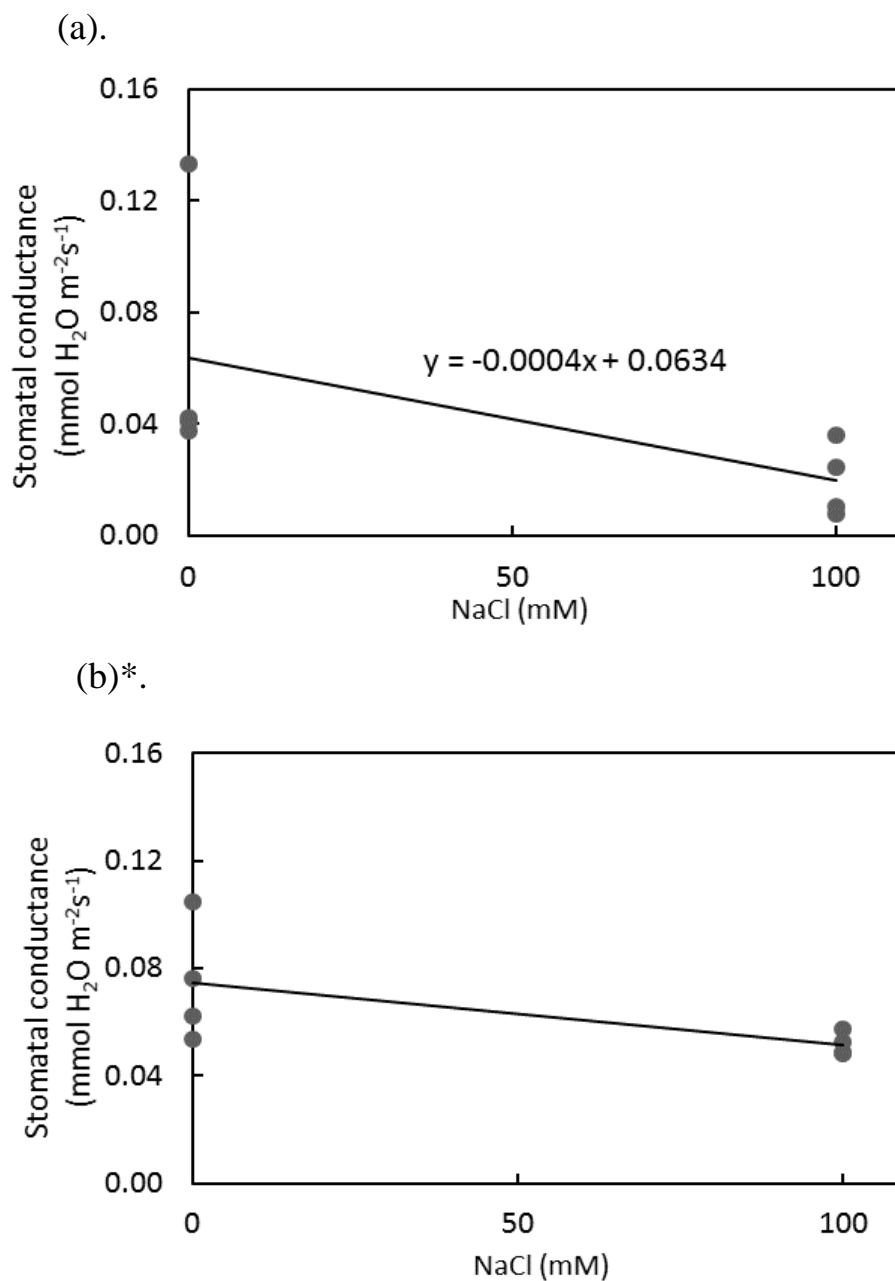 (a).
0.16
0.12
0.08
0.04
0.00
Stomatal conductance
(mmol H₂O m⁻²s⁻¹)
y = -0.0004x + 0.0634
0 50 100
NaCl (mM)
(b)*.
0.16
0.12
0.08
0.04
0.00
Stomatal conductance
(mmol H₂O m⁻²s⁻¹)
0 50 100
NaCl (mM)